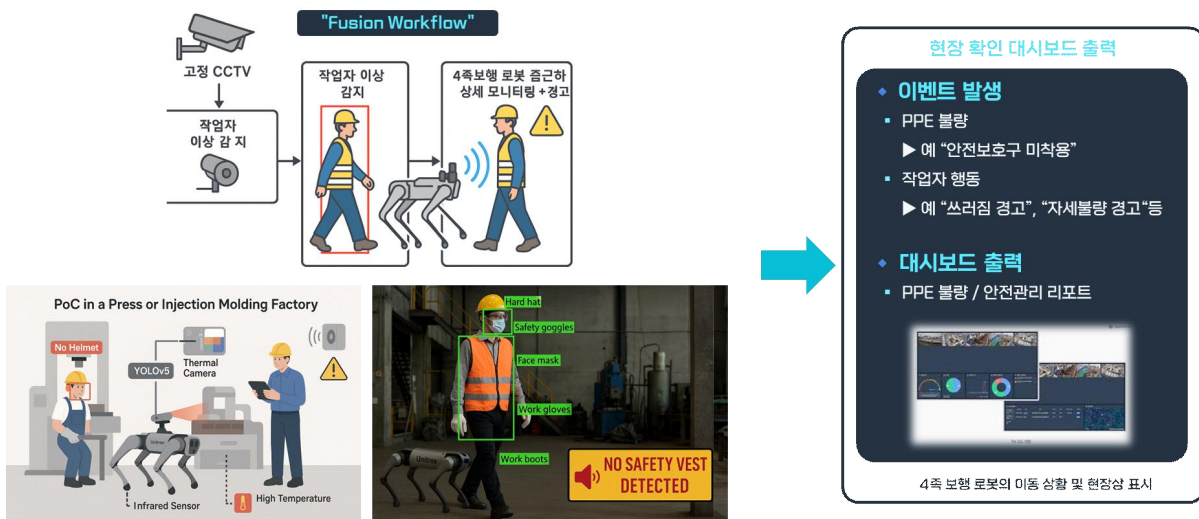 "Fusion Workflow"
고정 CCTV
작업자
이상 감 지
작업자 이상
감지
4족보행 로봇 즘근하
상세 모니터링 +경고
PoC in a Press or Injection Molding Factory
No Helmet
YOLOv5
Thermal
Camera
Unitree
Infrared Sensor
High Temperature
Hard hat
Safety goggles
Face mask
Work gloves
Work boots
Unitree
NO SAFETY VEST
DETECTED
현장 확인 대시보드 출력
이벤트 발생
PPE 불량
▶ 예 “안전보호구 미착용”
작업자 행동
▶ 예 “쓰러짐 경고”, “자세불량 경고“등
대시보드 출력
PPE 불량 / 안전관리 리포트
4족 보행 로봇의 이동 상황 및 현장상 표시